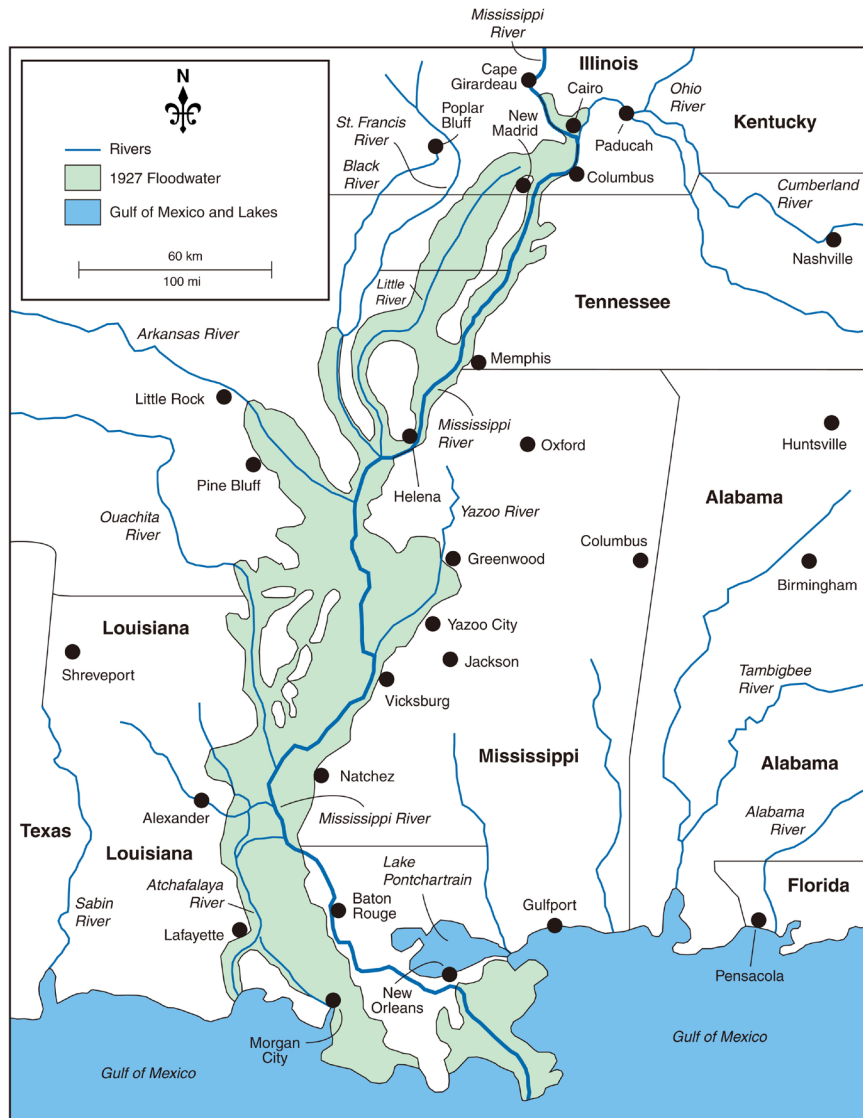 Mississippi
River
Illinois
Cape
Girardeau
Cairo
Ohio
River
N
Poplar
Bluff
New
Madrid
St. Francis
River
Paducah
Kentucky
Rivers
Black
River
Columbus
1927 Floodwater
Cumberland
River
Gulf of Mexico and Lakes
60 km
100 mi
Nashville
Little
River
Tennessee
Arkansas River
Memphis
Little Rock
Mississippi
River
Oxford
Huntsville
Pine Bluff
Helena
Alabama
Yazoo River
Ouachita
River
Columbus
Greenwood
Birmingham
Louisiana
Yazoo City
Shreveport
Jackson
Tambigbee
River
Vicksburg
Mississippi
Natchez
Alabama
Alexander
Mississippi River
Texas
Alabama
River
Louisiana
Lake
Pontchartrain
Atchafalaya
River
Florida
Sabin
River
Baton
Rouge
Gulfport
Lafayette
Pensacola
New
Orleans
Morgan
City
Gulf of Mexico
Gulf of Mexico